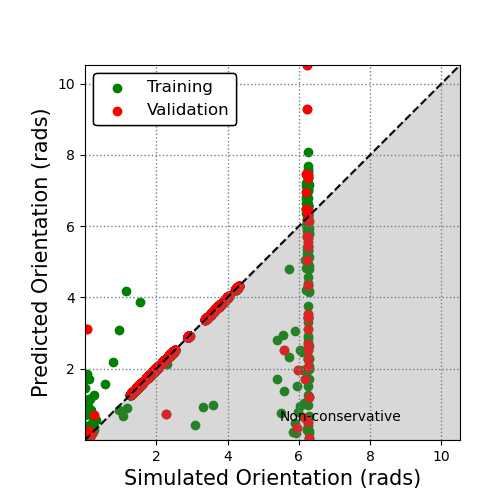 Training
Validation
10
8
6
4
2
Predicted Orientation (rads)
Non-conservative
2
4
6
8
10
Simulated Orientation (rads)